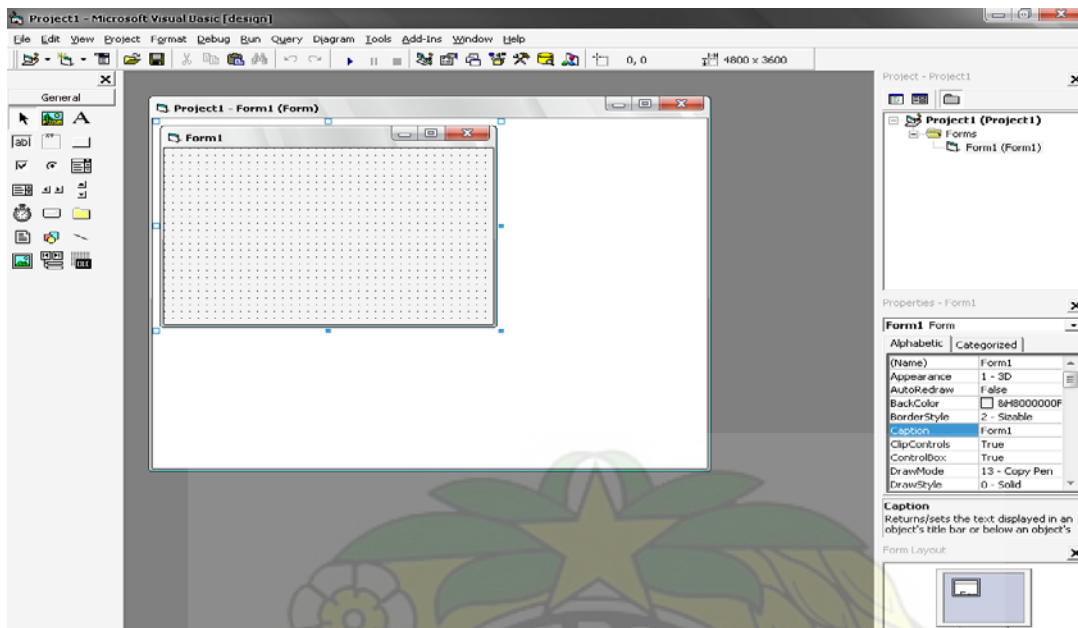 Project1 - Microsoft Visual Basic [design]
File Edit View Project Format Debug Run Query Diagram Tools Add-Ins Window Help
0, 0 4800 x 3600
General
A
abl
OLE
Project1 - Form1 (Form)
Form1
Project - Project1
Project1 (Project1)
Forms
Form1 (Form1)
Properties - Form1
Form1 Form
Alphabetic Categorized
(Name) Form1
Appearance 1 - 3D
AutoRedraw False
BackColor &H8000000F
BorderStyle 2 - Sizable
Caption Form1
ClipControls True
ControlBox True
DrawMode 13 - Copy Pen
DrawStyle 0 - Solid
Caption
Returns/sets the text displayed in an
object's title bar or below an object's
Form Layout